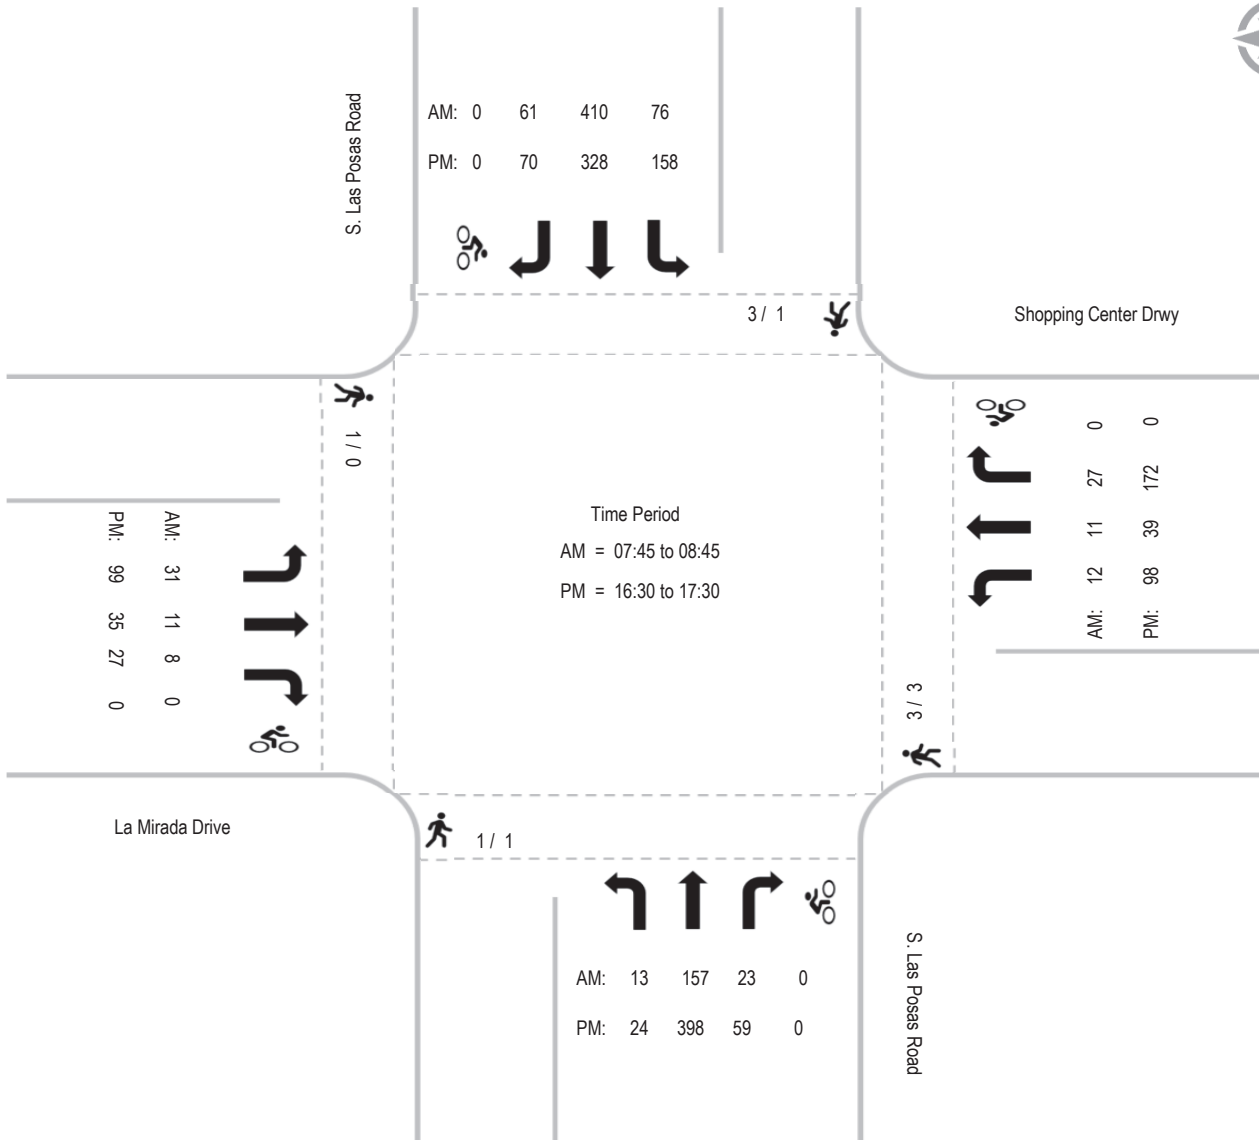 S. Las Posas Road
AM: 0 61 410 76
PM: 0 70 328 158
3 / 1
Shopping Center Drwy
1 / 0
Time Period
AM = 07:45 to 08:45
PM = 16:30 to 17:30
AM: 31 11 8 0
PM: 99 35 27 0
AM: 12 11 27 0
PM: 98 39 172 0
3 / 3
La Mirada Drive
1 / 1
AM: 13 157 23 0
PM: 24 398 59 0
S. Las Posas Road